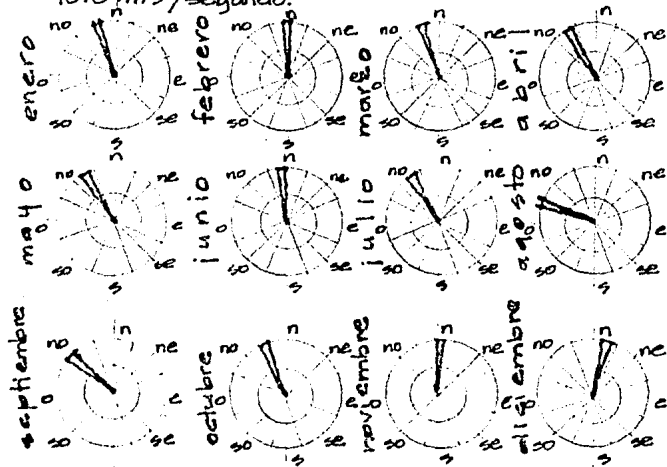 mts/segundo.
enero n ne e se s so o no
febrero n ne e se s so o no
marzo n ne e se s so o no
abril n ne e se s so o no
mayo n ne e se s so o no
junio n ne e se s so o no
julio n ne e se s so o no
agosto n ne e se s so o no
septiembre n ne e se s so o no
octubre n ne e se s so o no
noviembre n ne e se s so o no
diciembre n ne e se s so o no